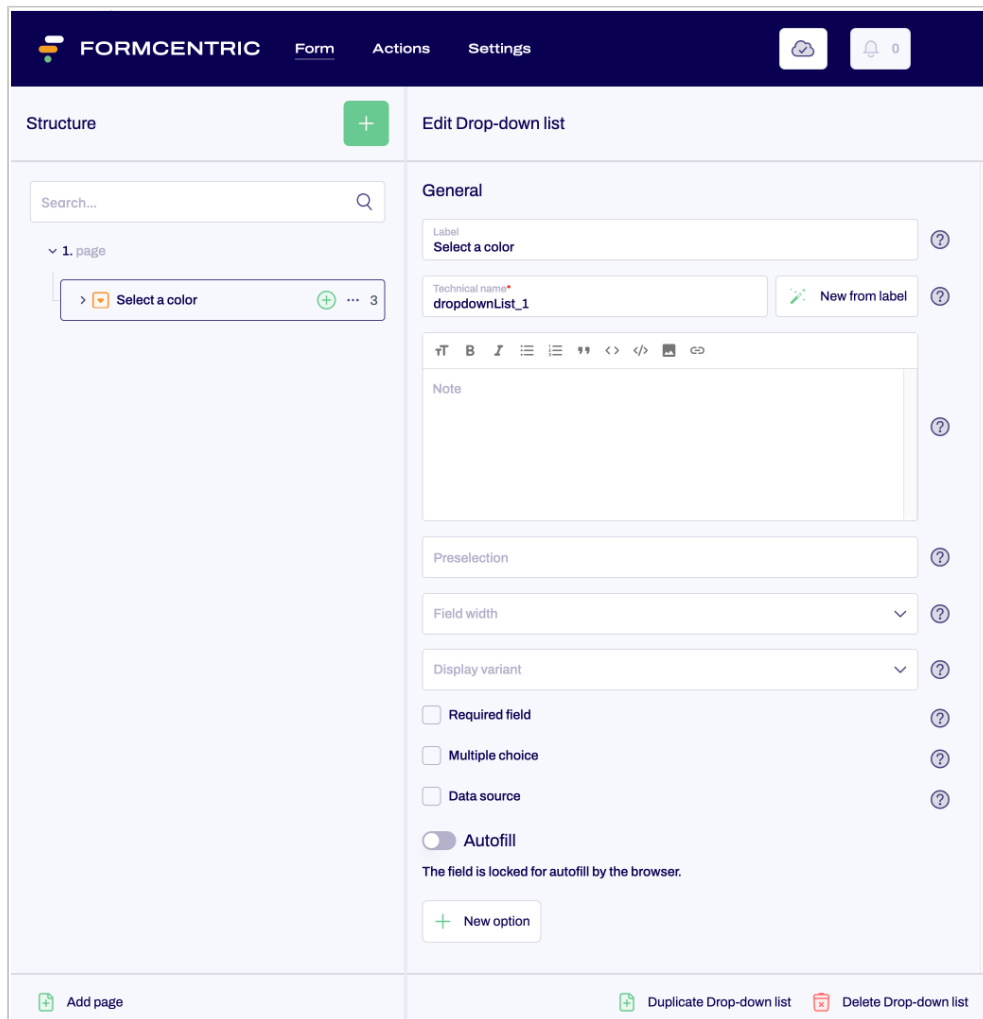 FORMCENTRIC Form Actions Settings 0
Structure
Edit Drop-down list
Search...
1. page
Select a color 3
General
Label
Select a color
Technical name*
dropdownList_1
New from label
Note
Preselection
Field width
Display variant
Required field
Multiple choice
Data source
Autofill
The field is locked for autofill by the browser.
New option
Add page
Duplicate Drop-down list
Delete Drop-down list